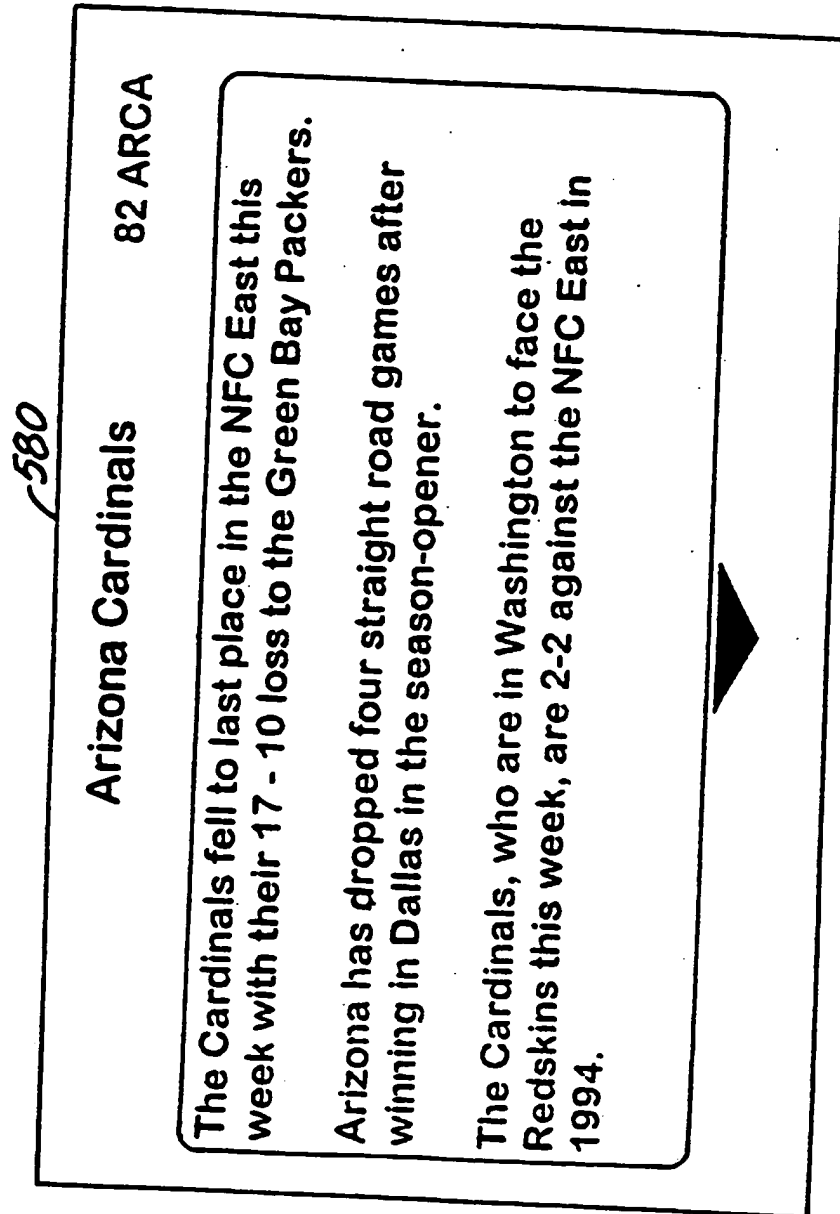 580
Arizona Cardinals 82 ARCA
The Cardinals fell to last place in the NFC East this
week with their 17 - 10 loss to the Green Bay Packers.
Arizona has dropped four straight road games after
winning in Dallas in the season-opener.
The Cardinals, who are in Washington to face the
Redskins this week, are 2-2 against the NFC East in
1994.